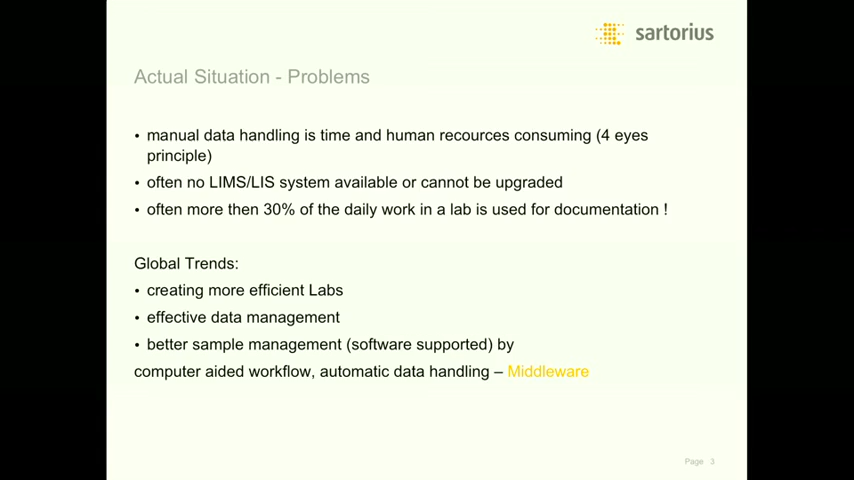 sartorius
Actual Situation - Problems
• manual data handling is time and human recources consuming (4 eyes
principle)
• often no LIMS/LIS system available or cannot be upgraded
• often more then 30% of the daily work in a lab is used for documentation !
Global Trends:
• creating more efficient Labs
• effective data management
• better sample management (software supported) by
computer aided workflow, automatic data handling – Middleware
Page 3